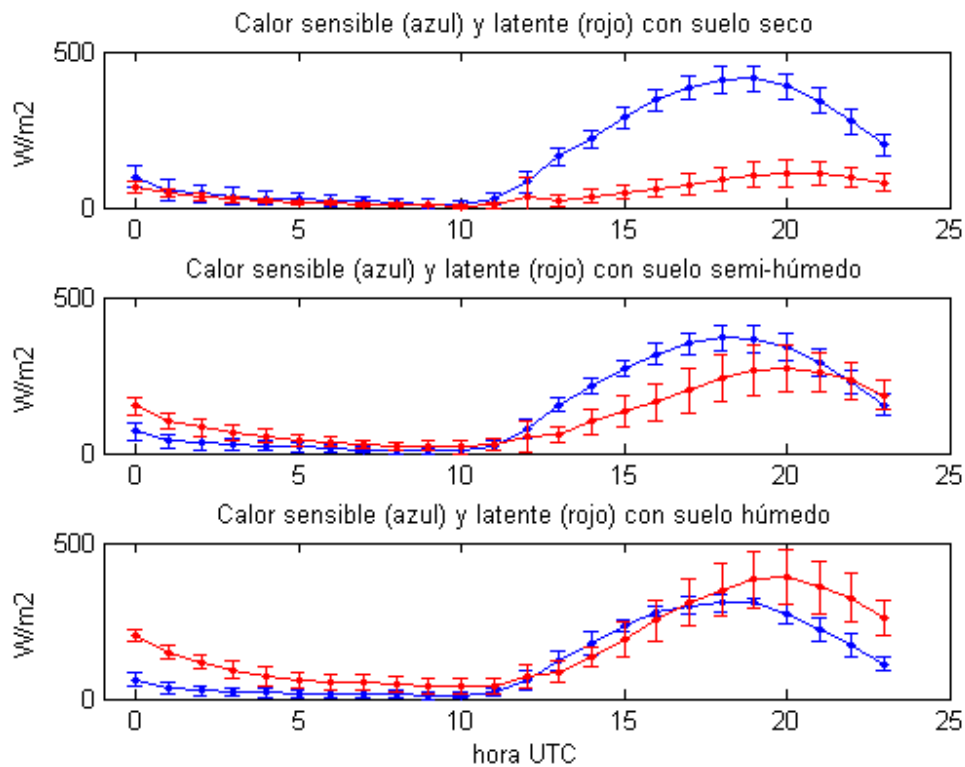 Calor sensible (azul) y latente (rojo) con suelo seco
500
W/m2
0
0 5 10 15 20 25
Calor sensible (azul) y latente (rojo) con suelo semi-húmedo
500
W/m2
0
0 5 10 15 20 25
Calor sensible (azul) y latente (rojo) con suelo húmedo
500
W/m2
0
0 5 10 15 20 25
hora UTC